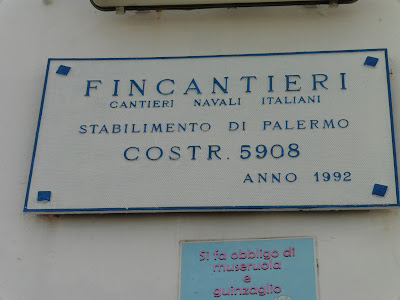 FINCANTIERI
CANTIERI NAVALI ITALIANI
STABILIMENTO DI PALERMO
COSTR. 5908
ANNO 1992
Si fa obbligo di
museruola
e
guinzaglio